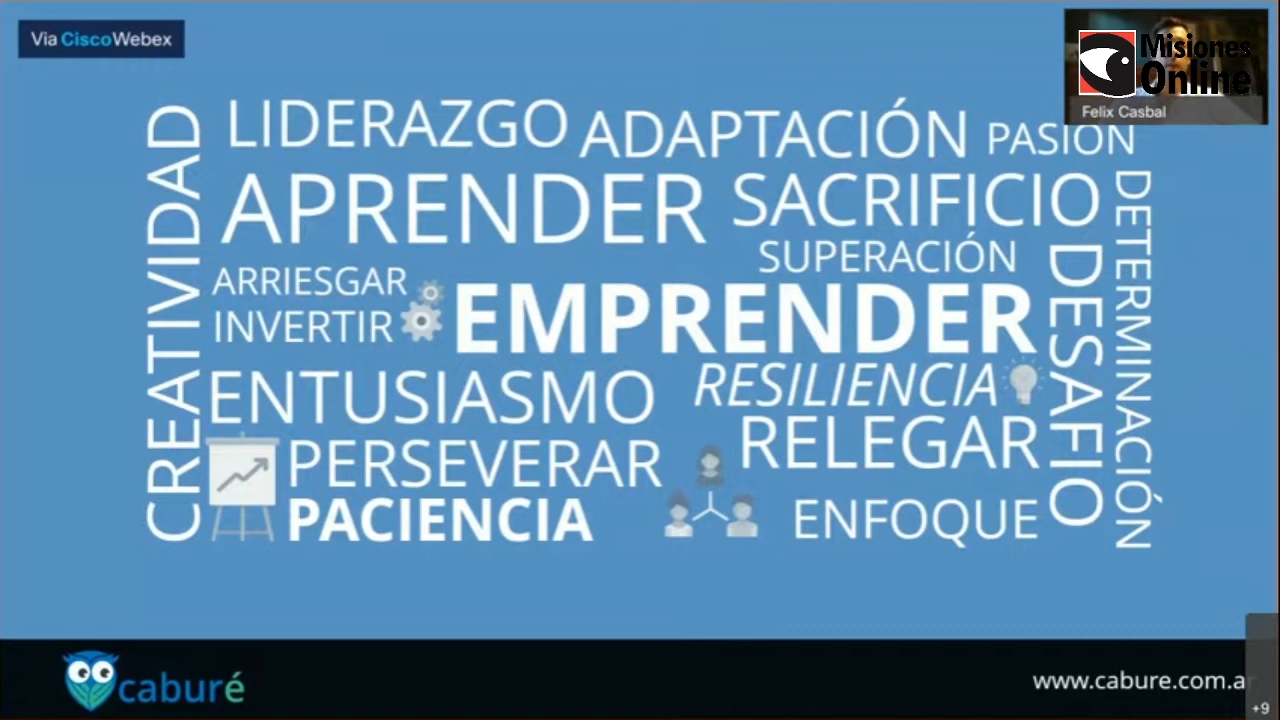 Via CiscoWebex
Misiones
Online
Felix Casbal
CREATIVIDAD
LIDERAZGO
ADAPTACIÓN
PASIÓN
APRENDER
SACRIFICIO
SUPERACIÓN
DETERMINACIÓN
DESAFIO
ARRIESGAR
INVERTIR
EMPRENDER
ENTUSIASMO
RESILIENCIA
RELEGAR
PERSEVERAR
PACIENCIA
ENFOQUE
caburé
www.cabure.com.ar
+9